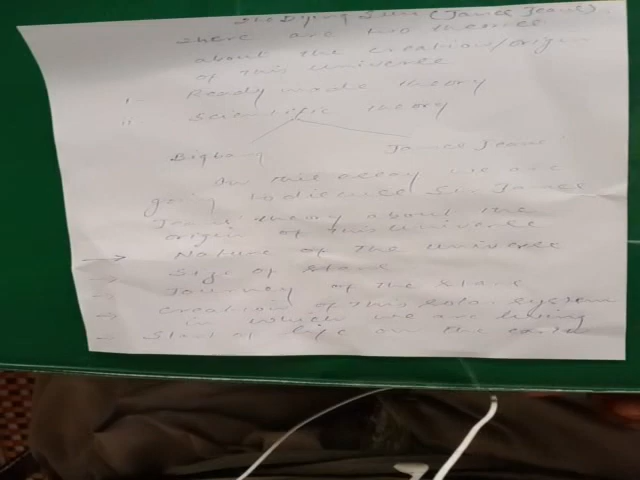 The Dying Sun (James Jeans)
There are two theories
about the creation/origin
of this universe
i- Ready made theory
ii Scientific theory
Bigbang James Jeans'
In this essay we are
going to discuss Sir James
Jeans' theory about the
origin of this universe
→ Nature of the universe
→ Size of stars
→ Journey of the stars
→ creation of this solar system
in which we are living
- Start of life on the earth